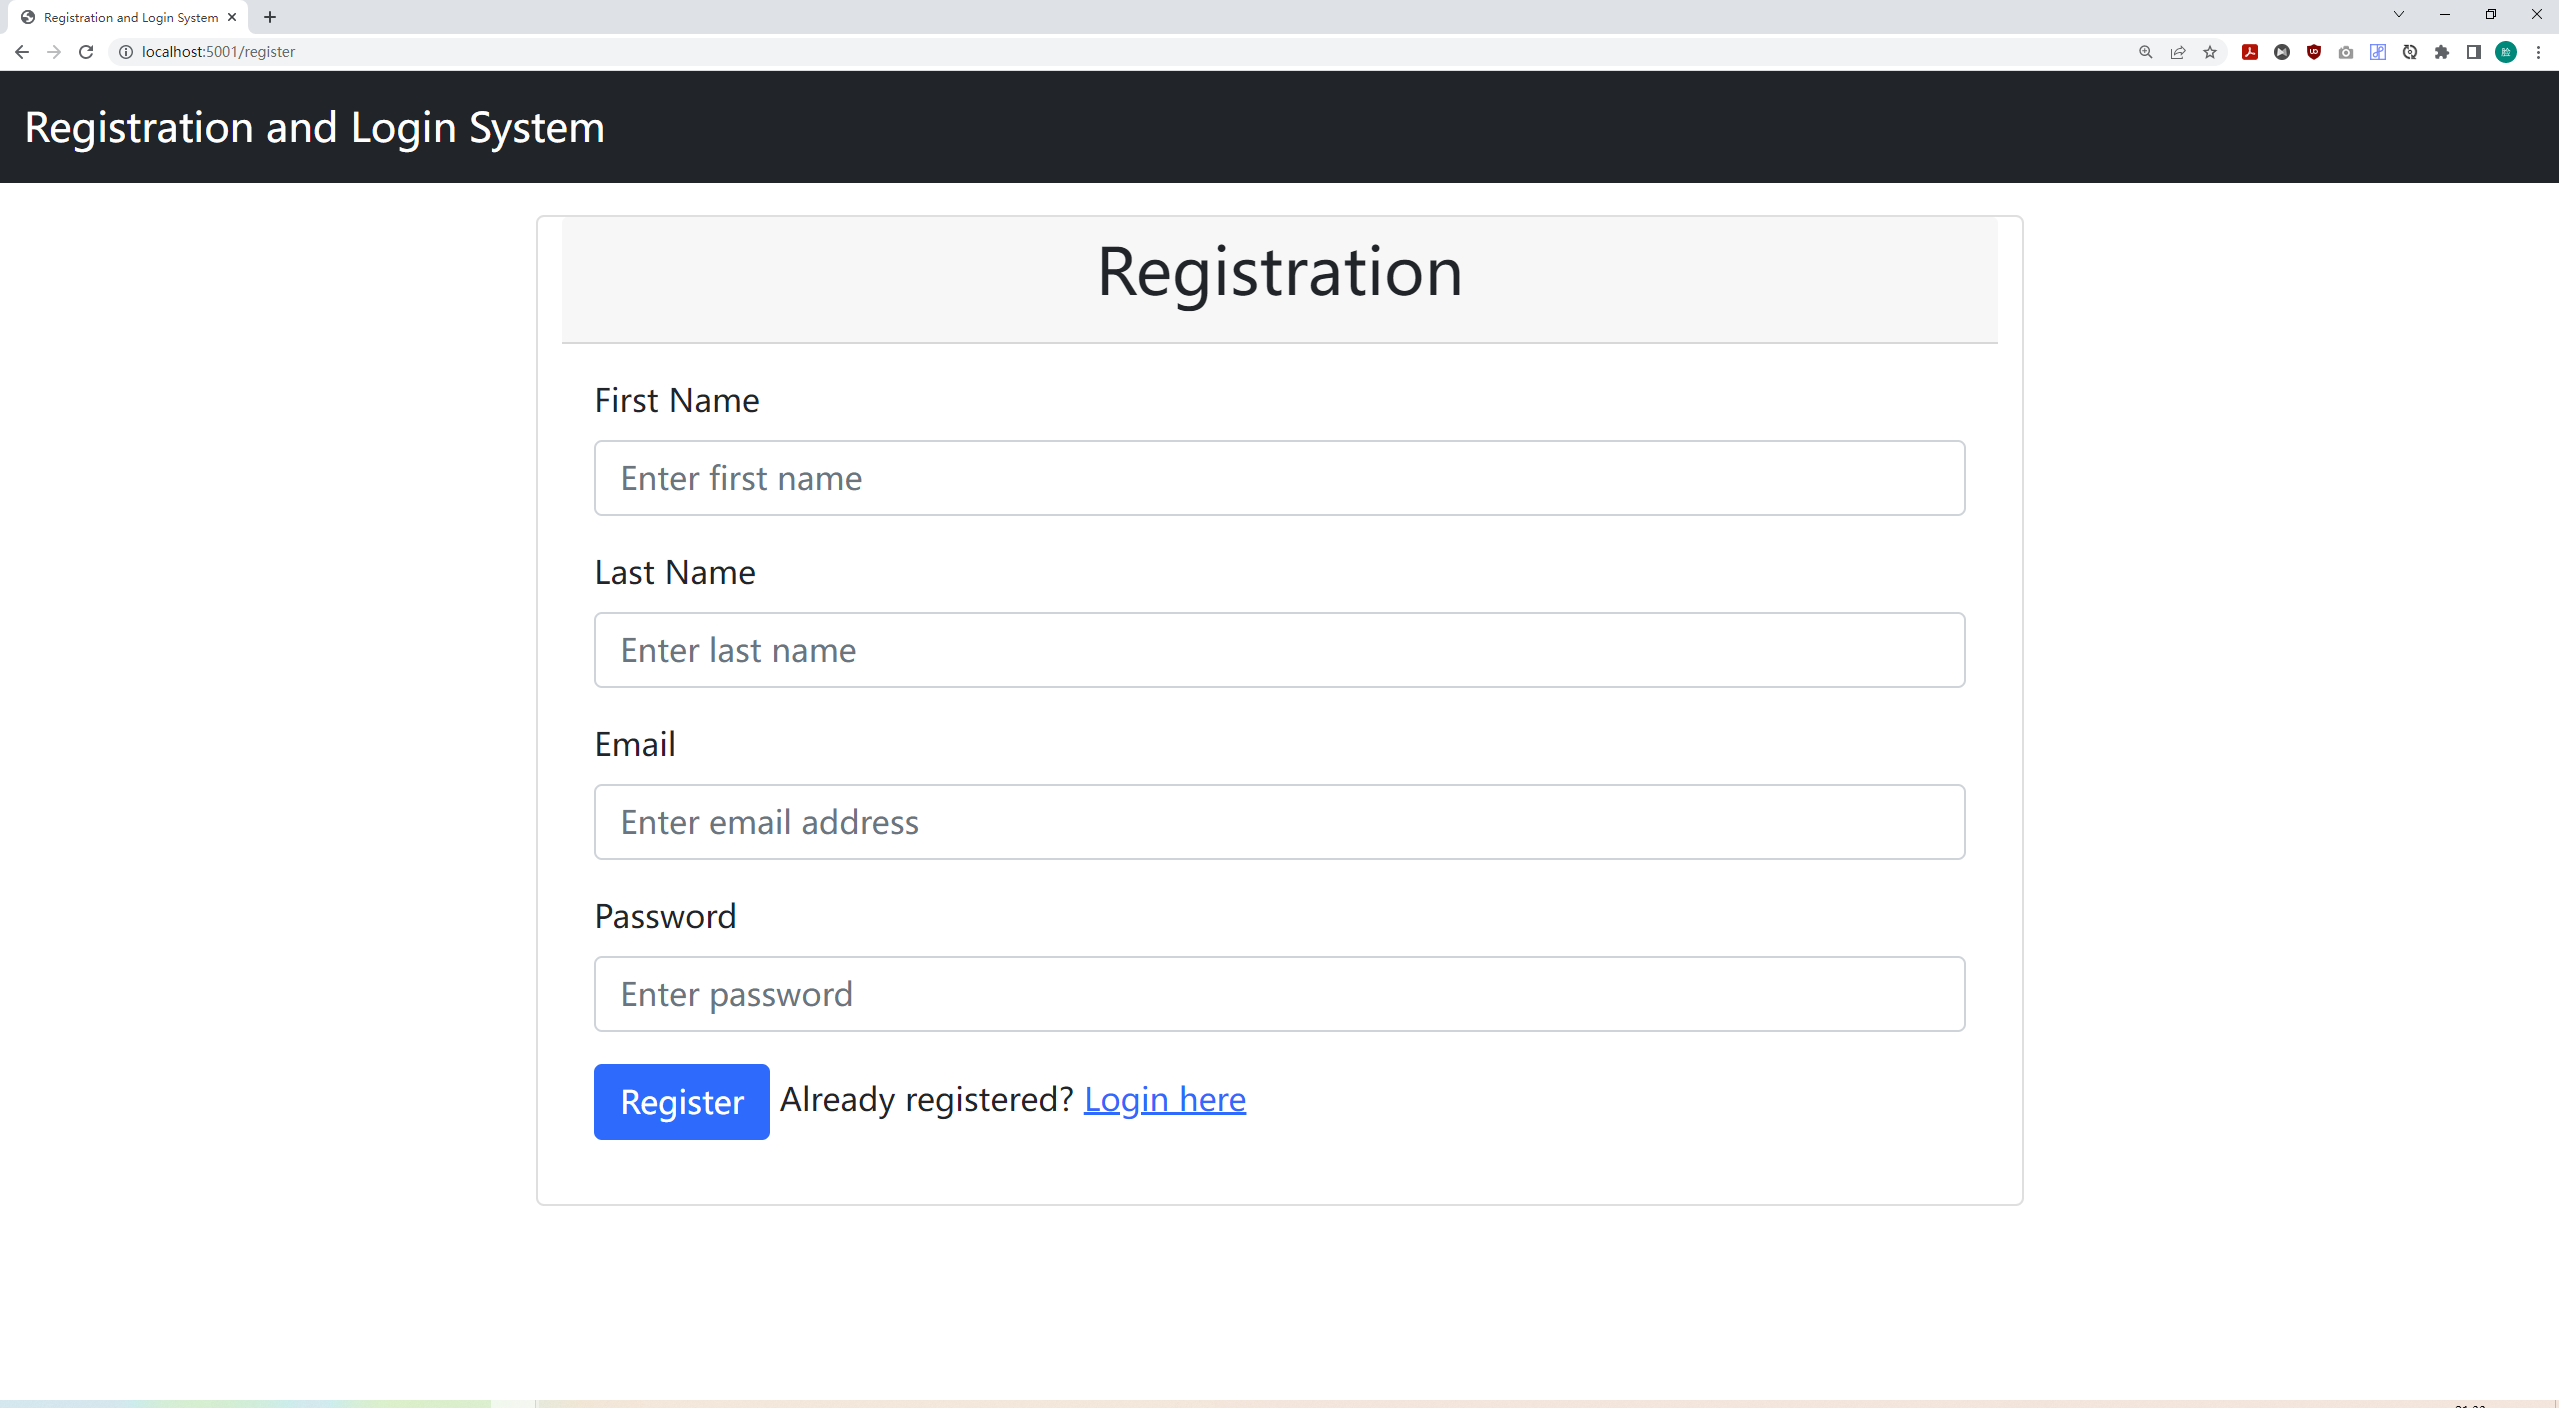 Registration and Login System
localhost:5001/register
Registration and Login System
Registration
First Name
Enter first name
Last Name
Enter last name
Email
Enter email address
Password
Enter password
Register Already registered? Login here